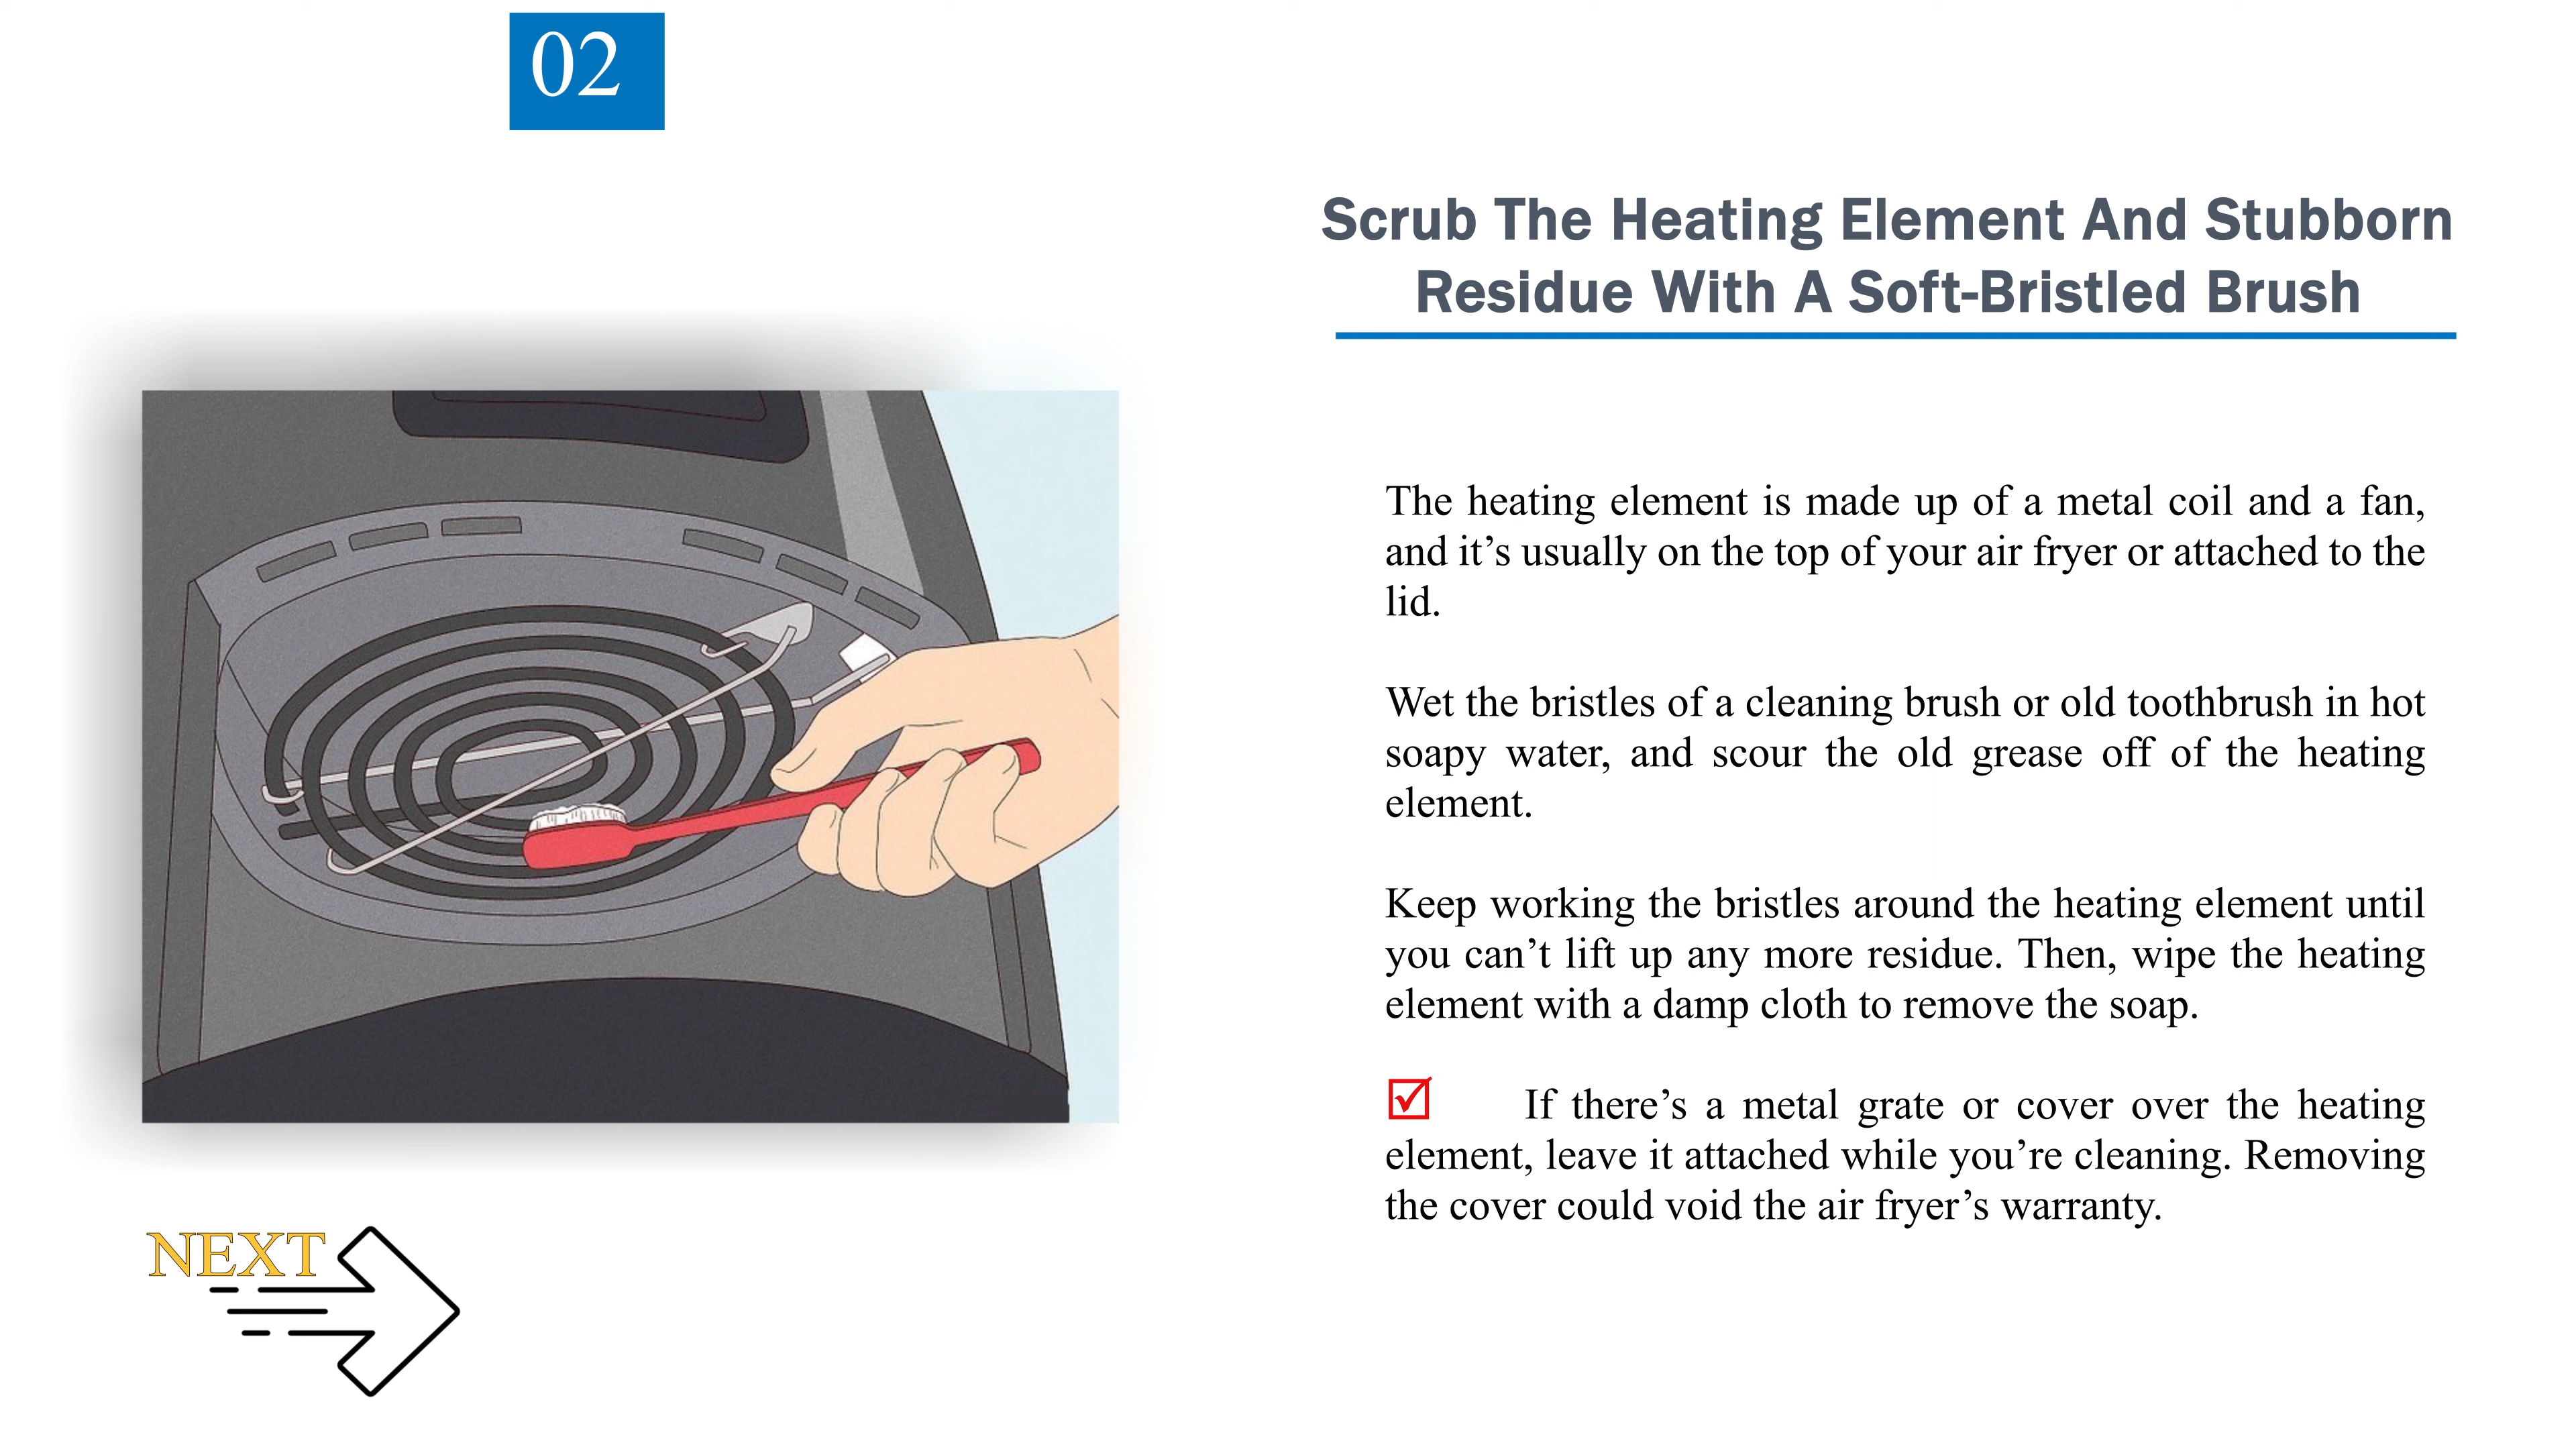 02
Scrub The Heating Element And Stubborn
Residue With A Soft-Bristled Brush
The heating element is made up of a metal coil and a fan,
and it’s usually on the top of your air fryer or attached to the
lid.
Wet the bristles of a cleaning brush or old toothbrush in hot
soapy water, and scour the old grease off of the heating
element.
Keep working the bristles around the heating element until
you can’t lift up any more residue. Then, wipe the heating
element with a damp cloth to remove the soap.
If there’s a metal grate or cover over the heating
element, leave it attached while you’re cleaning. Removing
the cover could void the air fryer’s warranty.
NEXT